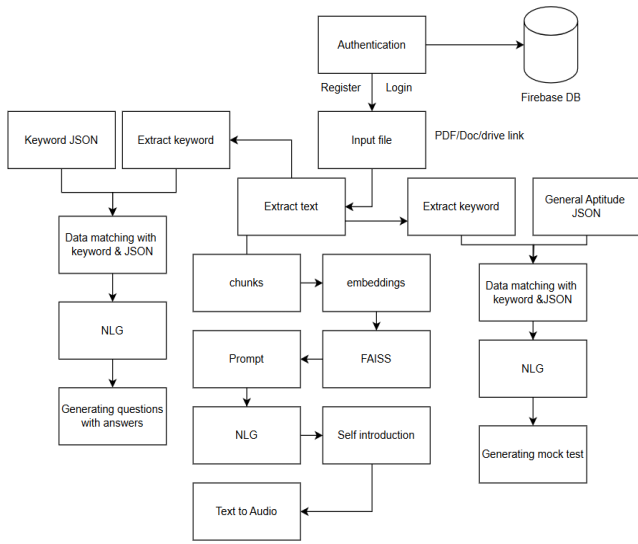 Authentication
Firebase DB
Register
Login
Input file
PDF/Doc/drive link
Keyword JSON
Extract keyword
Extract text
Extract keyword
General Aptitude
JSON
Data matching with
keyword & JSON
chunks
embeddings
Data matching with
keyword &JSON
NLG
Prompt
FAISS
NLG
Generating questions
with answers
NLG
Self introduction
Generating mock test
Text to Audio